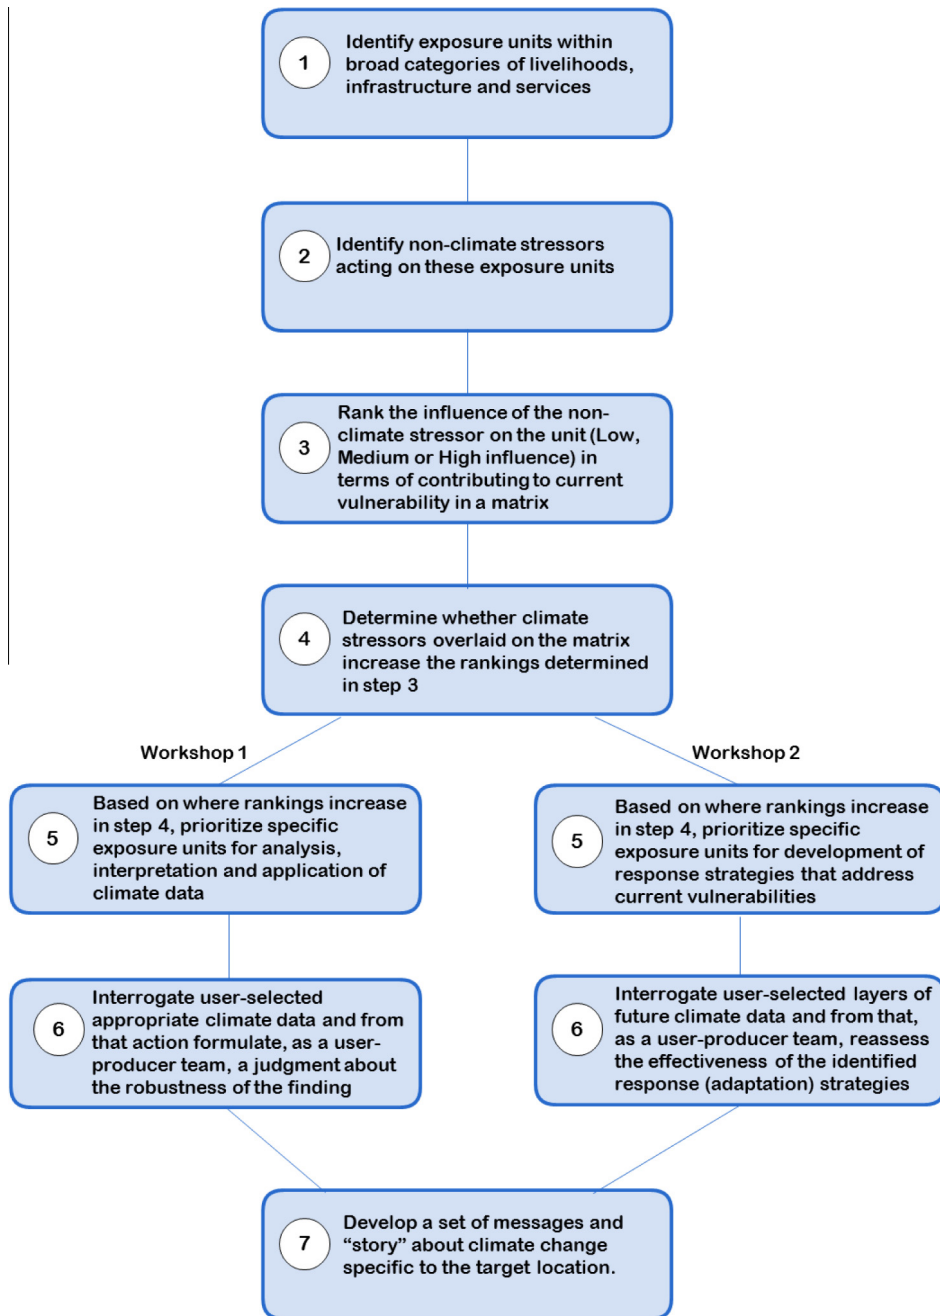 1
Identify exposure units within
broad categories of livelihoods,
infrastructure and services
2
Identify non-climate stressors
acting on these exposure units
3
Rank the influence of the non-
climate stressor on the unit (Low,
Medium or High influence) in
terms of contributing to current
vulnerability in a matrix
4
Determine whether climate
stressors overlaid on the matrix
increase the rankings determined
in step 3
Workshop 1
5
Based on where rankings increase
in step 4, prioritize specific
exposure units for analysis,
interpretation and application of
climate data
6
Interrogate user-selected
appropriate climate data and from
that action formulate, as a user-
producer team, a judgment about
the robustness of the finding
Workshop 2
5
Based on where rankings increase
in step 4, prioritize specific
exposure units for development of
response strategies that address
current vulnerabilities
6
Interrogate user-selected layers of
future climate data and from that,
as a user-producer team, reassess
the effectiveness of the identified
response (adaptation) strategies
7
Develop a set of messages and
“story” about climate change
specific to the target location.